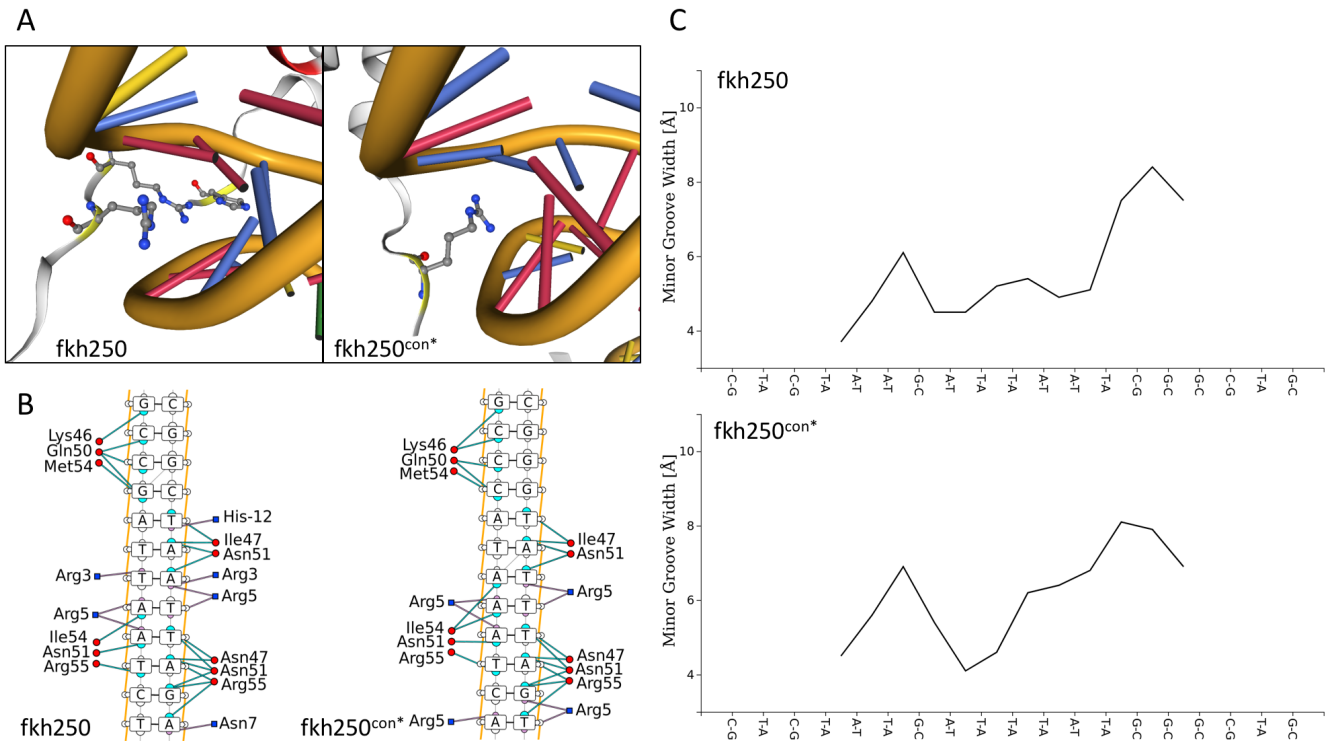 A
fkh250
fkh250con*
B
G C
Lys46 C G
Gln50
Met54 C G
G C
A T His-12
T A Ile47
Asn51
Arg3 T A Arg3
Arg5 A T Arg5
Ile54 A T
Asn51 Asn47
Arg55 T A Asn51
Arg55
C G
T A Asn7
fkh250
G C
Lys46 C G
Gln50
Met54 C G
C G
A T
T A Ile47
Asn51
A T Arg5
Arg5 A T
Ile54
Asn51 A T
Arg55 T A Asn47
Asn51
Arg55
C G Arg5
Arg5 A T
fkh250con*
C
fkh250
Minor Groove Width [Å]
10
8
6
4
C-G T-A C-G T-A A-T A-T G-C A-T T-A T-A A-T A-T T-A C-G G-C G-C C-G T-A G-C
fkh250con*
Minor Groove Width [Å]
10
8
6
4
C-G T-A C-G T-A A-T T-A G-C A-T T-A T-A T-A A-T T-A G-C G-C G-C C-G T-A G-C